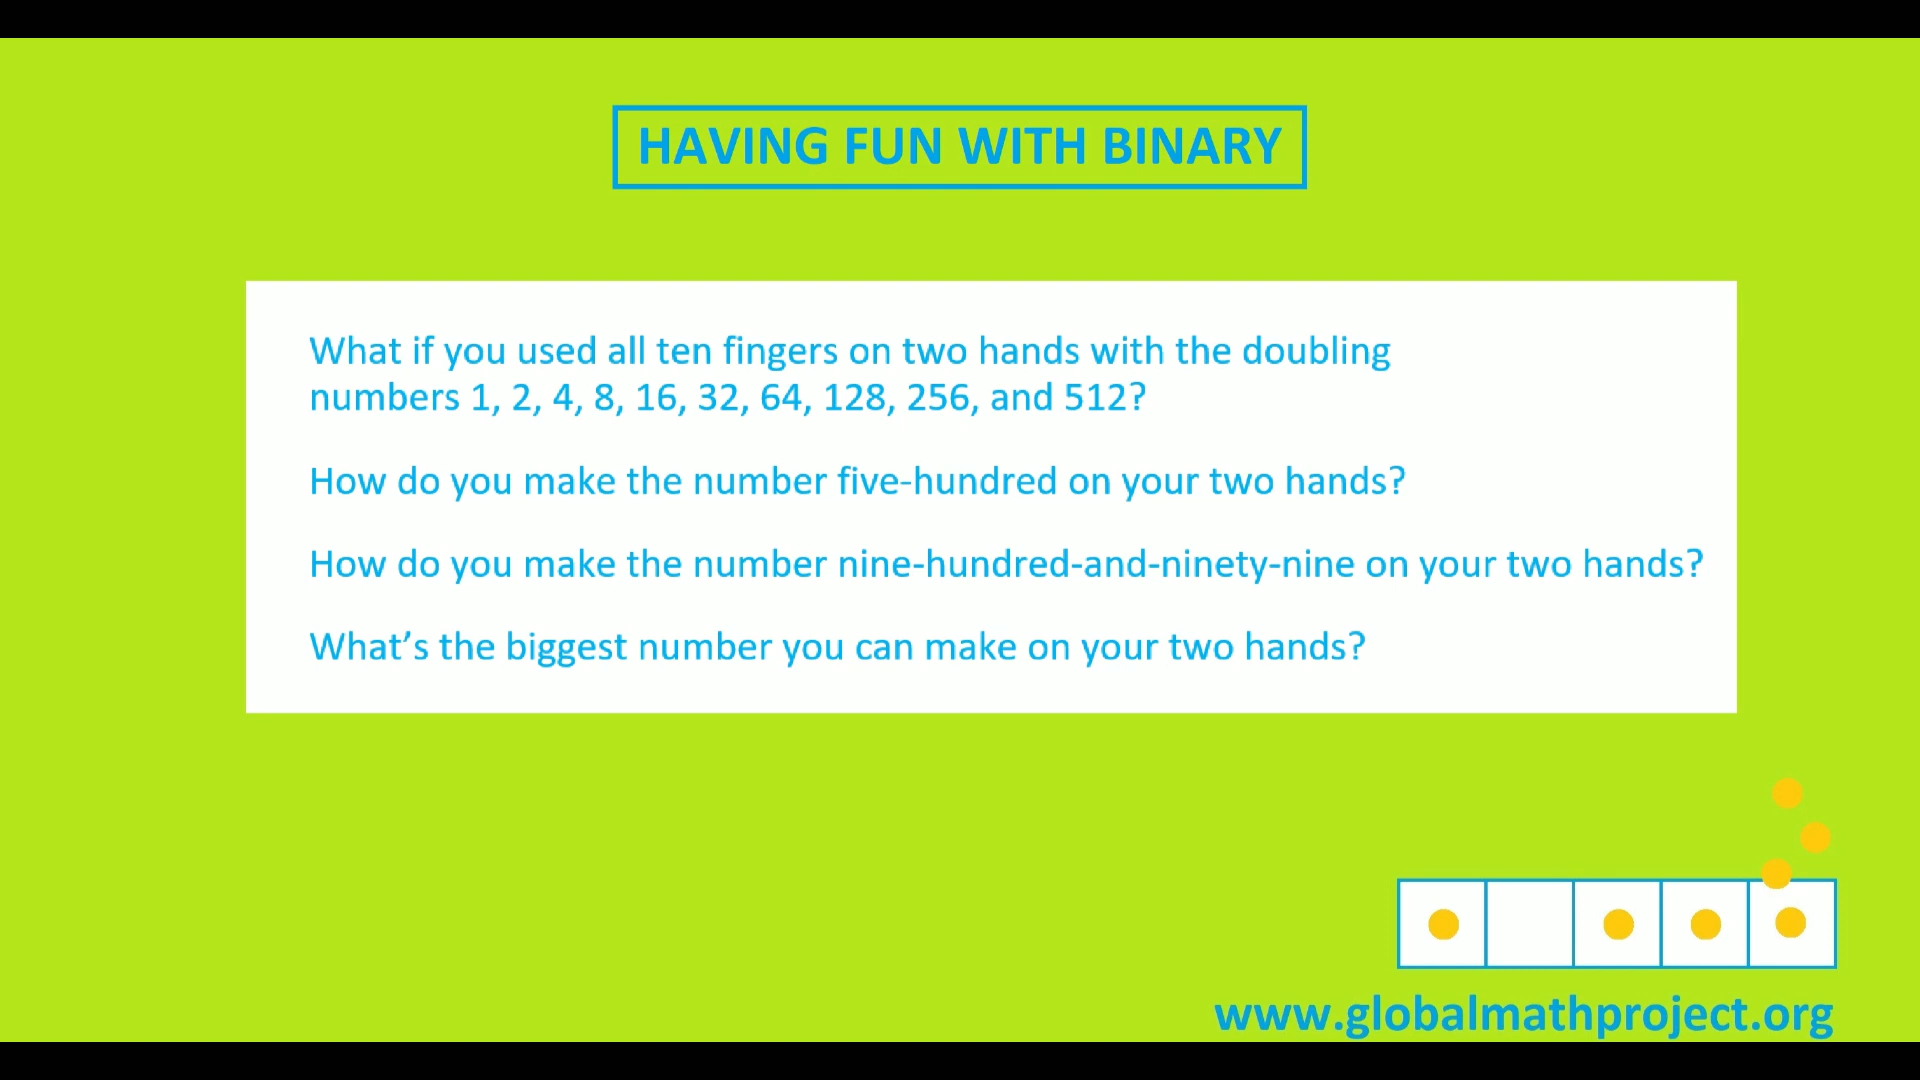 HAVING FUN WITH BINARY
What if you used all ten fingers on two hands with the doubling
numbers 1, 2, 4, 8, 16, 32, 64, 128, 256, and 512?
How do you make the number five-hundred on your two hands?
How do you make the number nine-hundred-and-ninety-nine on your two hands?
What’s the biggest number you can make on your two hands?
www.globalmathproject.org